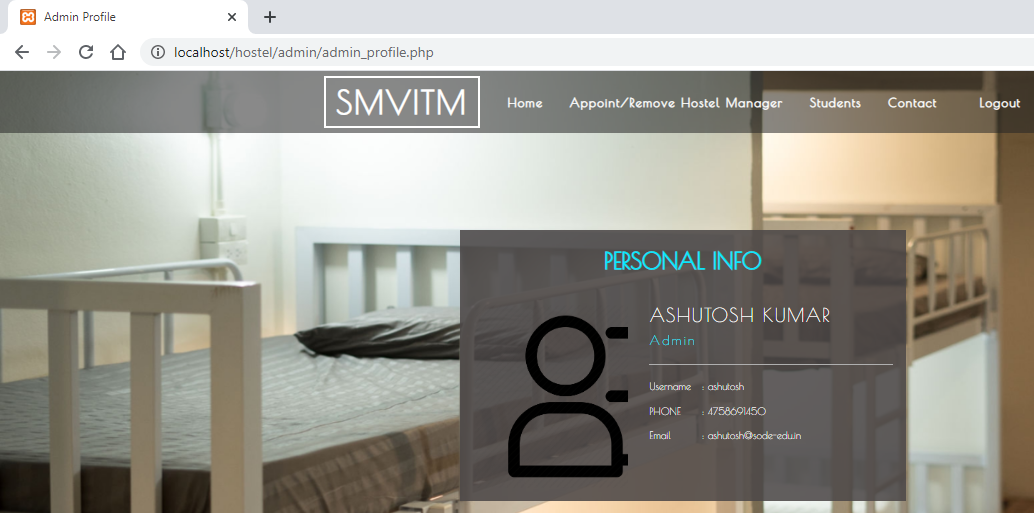 Admin Profile
localhost/hostel/admin/admin_profile.php
SMVITM Home Appoint/Remove Hostel Manager Students Contact Logout
PERSONAL INFO
ASHUTOSH KUMAR
Admin
Username : ashutosh
PHONE : 4758691450
Email : ashutosh@sode-edu.in